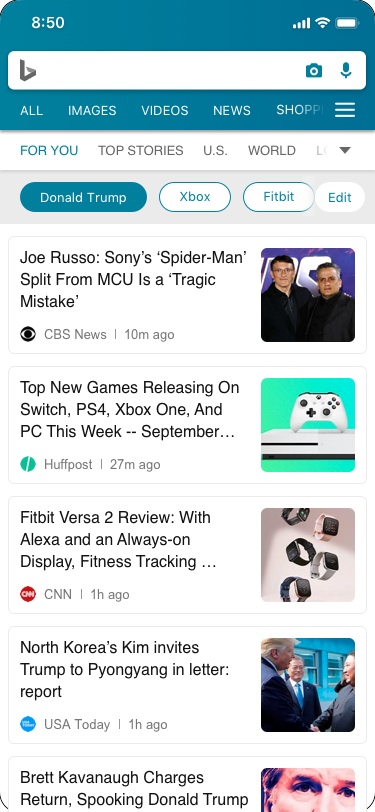 8:50
ALL IMAGES VIDEOS NEWS SHOPP
FOR YOU TOP STORIES U.S. WORLD LO
Donald Trump Xbox Fitbit Edit
Joe Russo: Sony's ‘Spider-Man’
Split From MCU Is a ‘Tragic
Mistake’
CBS News | 10m ago
Top New Games Releasing On
Switch, PS4, Xbox One, And
PC This Week -- September…
Huffpost | 27m ago
Fitbit Versa 2 Review: With
Alexa and an Always-on
Display, Fitness Tracking …
CNN | 1h ago
North Korea’s Kim invites
Trump to Pyongyang in letter:
report
USA Today | 1h ago
Brett Kavanaugh Charges
Return, Spooking Donald Trump